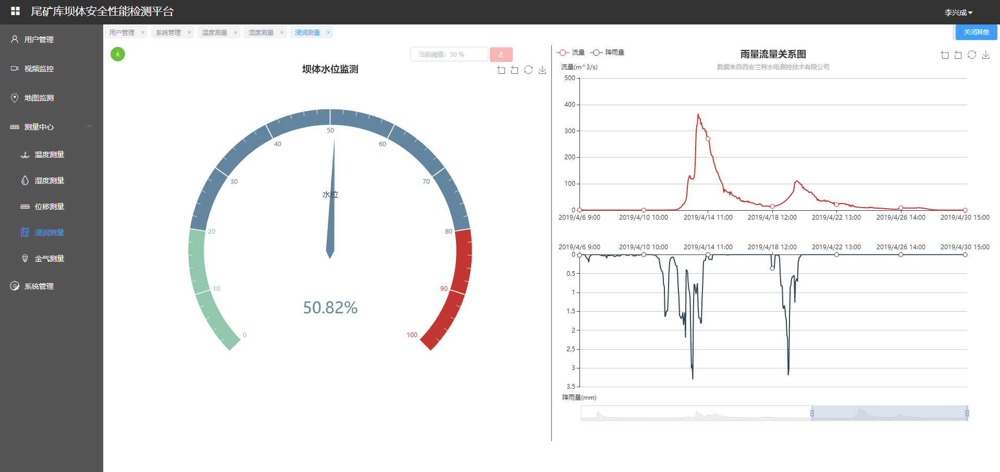 尾矿库坝体安全性能检测平台
李兴成
用户管理
视频监控
地图监测
测量中心
温度测量
湿度测量
位移测量
浸润测量
金气测量
系统管理
用户管理 × 系统管理 × 温度测量 × 湿度测量 × 浸润测量 ×
关闭其他
当前阈值：30 %
坝体水位监测
0
10
20
30
40
50
60
70
80
90
100
水位
50.82%
流量 降雨量
雨量流量关系图
数据来自西安兰特水电测控技术有限公司
流量(m^3/s)
500
400
300
200
100
0
2019/4/6 9:00 2019/4/10 10:00 2019/4/14 11:00 2019/4/18 12:00 2019/4/22 13:00 2019/4/26 14:00 2019/4/30 15:00
2019/4/6 9:00 2019/4/10 10:00 2019/4/14 11:00 2019/4/18 12:00 2019/4/22 13:00 2019/4/26 14:00 2019/4/30 15:00
0
0.5
1
1.5
2
2.5
3
3.5
降雨量(mm)